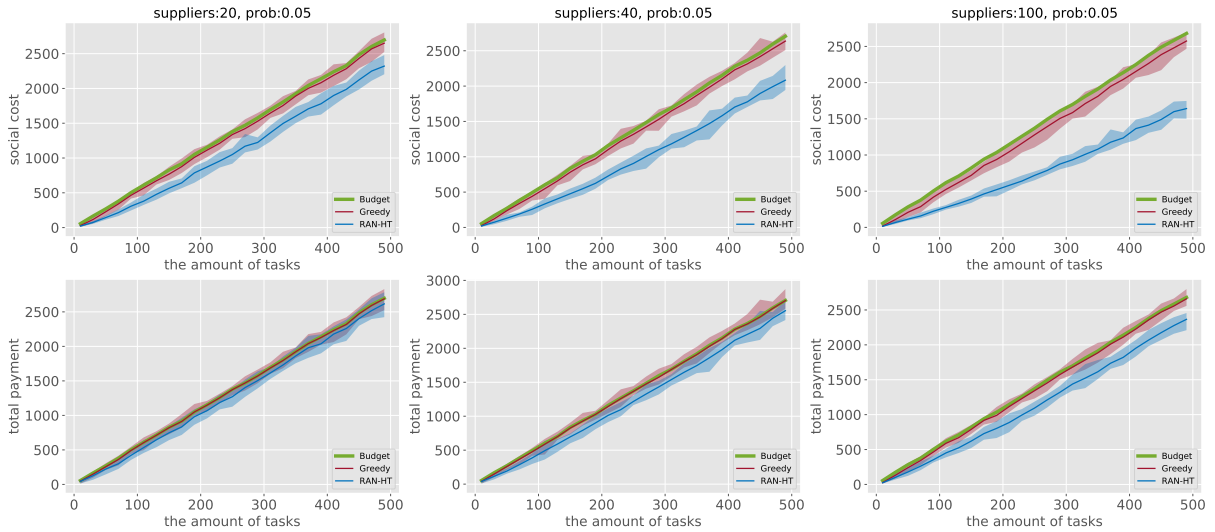 suppliers:20, prob:0.05
social cost
2500
2000
1500
1000
500
0
Budget
Greedy
RAN-HT
0 100 200 300 400 500
the amount of tasks
suppliers:40, prob:0.05
social cost
2500
2000
1500
1000
500
0
Budget
Greedy
RAN-HT
0 100 200 300 400 500
the amount of tasks
suppliers:100, prob:0.05
social cost
2500
2000
1500
1000
500
0
Budget
Greedy
RAN-HT
0 100 200 300 400 500
the amount of tasks
total payment
2500
2000
1500
1000
500
0
Budget
Greedy
RAN-HT
0 100 200 300 400 500
the amount of tasks
total payment
3000
2500
2000
1500
1000
500
0
Budget
Greedy
RAN-HT
0 100 200 300 400 500
the amount of tasks
total payment
2500
2000
1500
1000
500
0
Budget
Greedy
RAN-HT
0 100 200 300 400 500
the amount of tasks